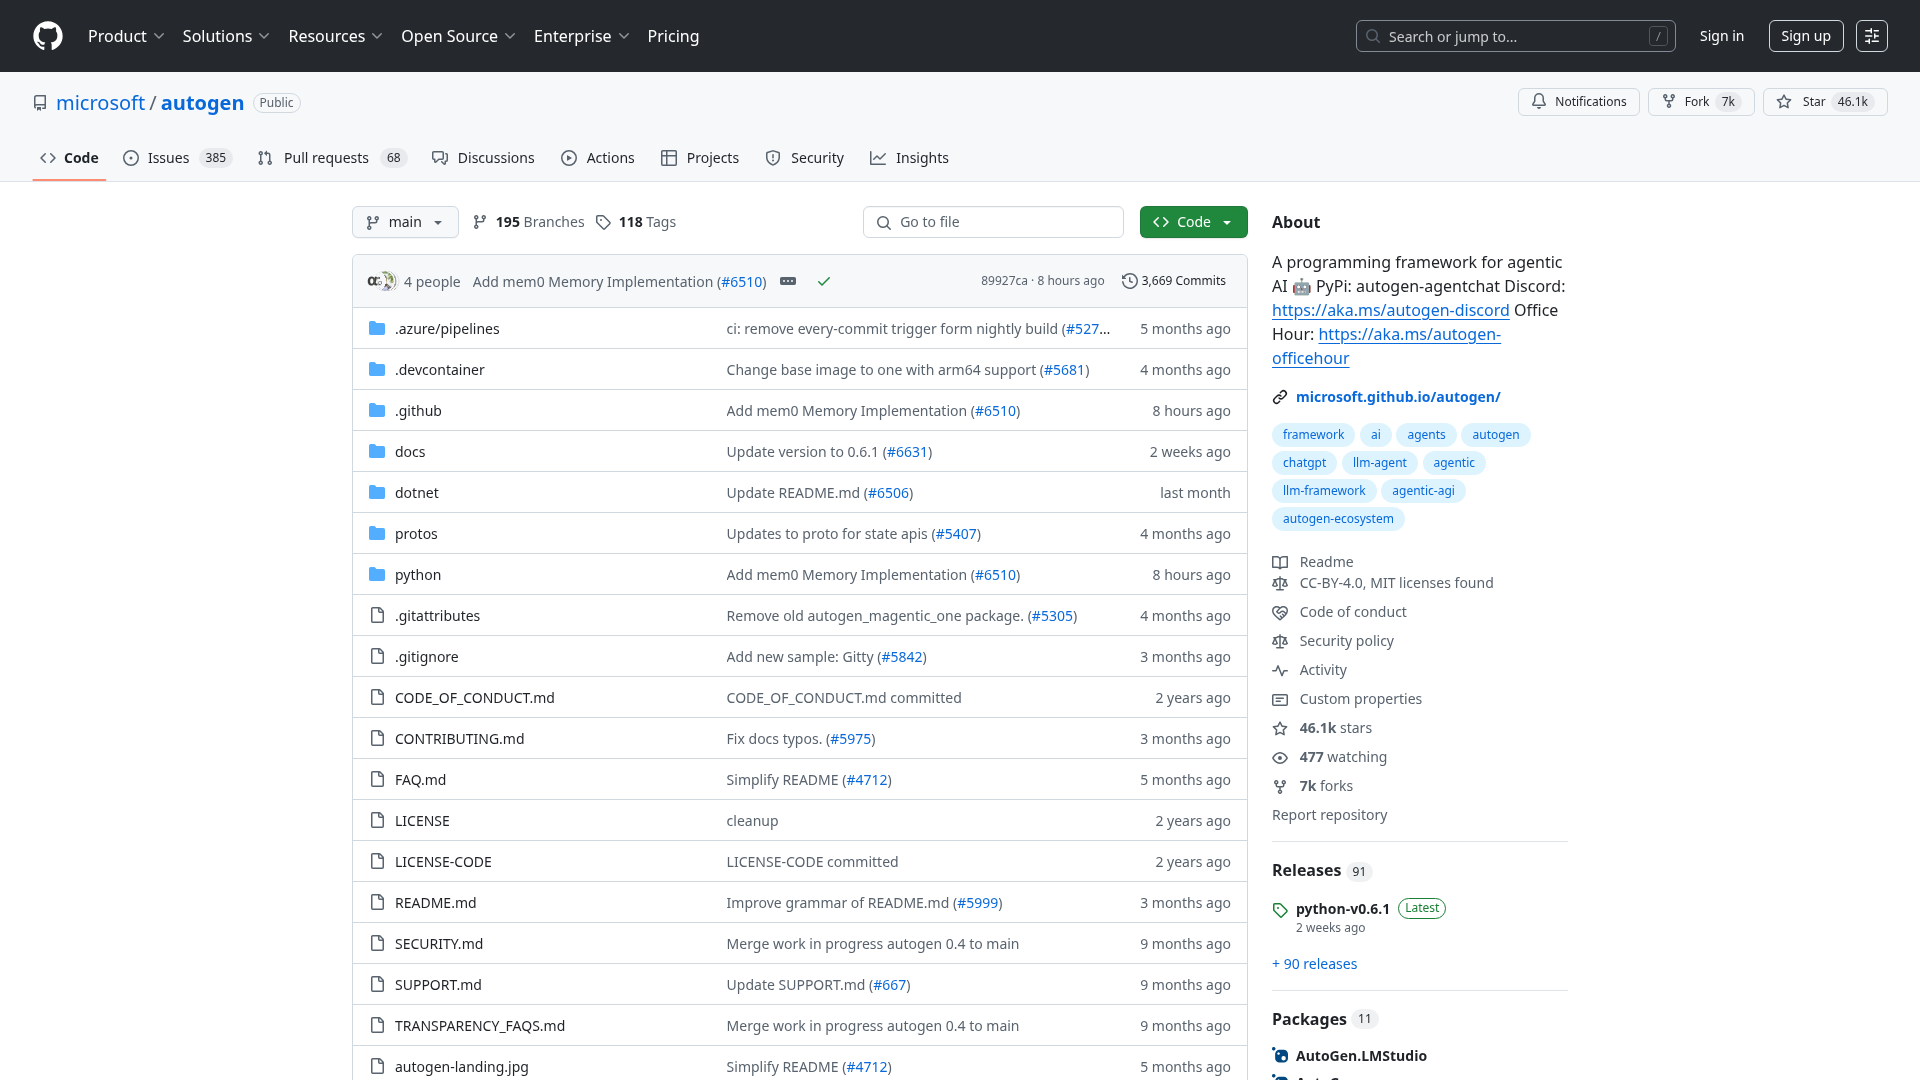 Product Solutions Resources Open Source Enterprise Pricing Search or jump to... / Sign in Sign up
microsoft / autogen Public Notifications Fork 7k Star 46.1k
Code Issues 385 Pull requests 68 Discussions Actions Projects Security Insights
main 195 Branches 118 Tags Go to file Code
4 people Add mem0 Memory Implementation (#6510) 89927ca · 8 hours ago 3,669 Commits
.azure/pipelines ci: remove every-commit trigger form nightly build (#527... 5 months ago
.devcontainer Change base image to one with arm64 support (#5681) 4 months ago
.github Add mem0 Memory Implementation (#6510) 8 hours ago
docs Update version to 0.6.1 (#6631) 2 weeks ago
dotnet Update README.md (#6506) last month
protos Updates to proto for state apis (#5407) 4 months ago
python Add mem0 Memory Implementation (#6510) 8 hours ago
.gitattributes Remove old autogen_magentic_one package. (#5305) 4 months ago
.gitignore Add new sample: Gitty (#5842) 3 months ago
CODE_OF_CONDUCT.md CODE_OF_CONDUCT.md committed 2 years ago
CONTRIBUTING.md Fix docs typos. (#5975) 3 months ago
FAQ.md Simplify README (#4712) 5 months ago
LICENSE cleanup 2 years ago
LICENSE-CODE LICENSE-CODE committed 2 years ago
README.md Improve grammar of README.md (#5999) 3 months ago
SECURITY.md Merge work in progress autogen 0.4 to main 9 months ago
SUPPORT.md Update SUPPORT.md (#667) 9 months ago
TRANSPARENCY_FAQS.md Merge work in progress autogen 0.4 to main 9 months ago
autogen-landing.jpg Simplify README (#4712) 5 months ago
About
A programming framework for agentic
AI 🤖 PyPi: autogen-agentchat Discord:
https://aka.ms/autogen-discord Office
Hour: https://aka.ms/autogen-
officehour
microsoft.github.io/autogen/
framework ai agents autogen
chatgpt llm-agent agentic
llm-framework agentic-agi
autogen-ecosystem
Readme
CC-BY-4.0, MIT licenses found
Code of conduct
Security policy
Activity
Custom properties
46.1k stars
477 watching
7k forks
Report repository
Releases 91
python-v0.6.1 Latest
2 weeks ago
+ 90 releases
Packages 11
AutoGen.LMStudio